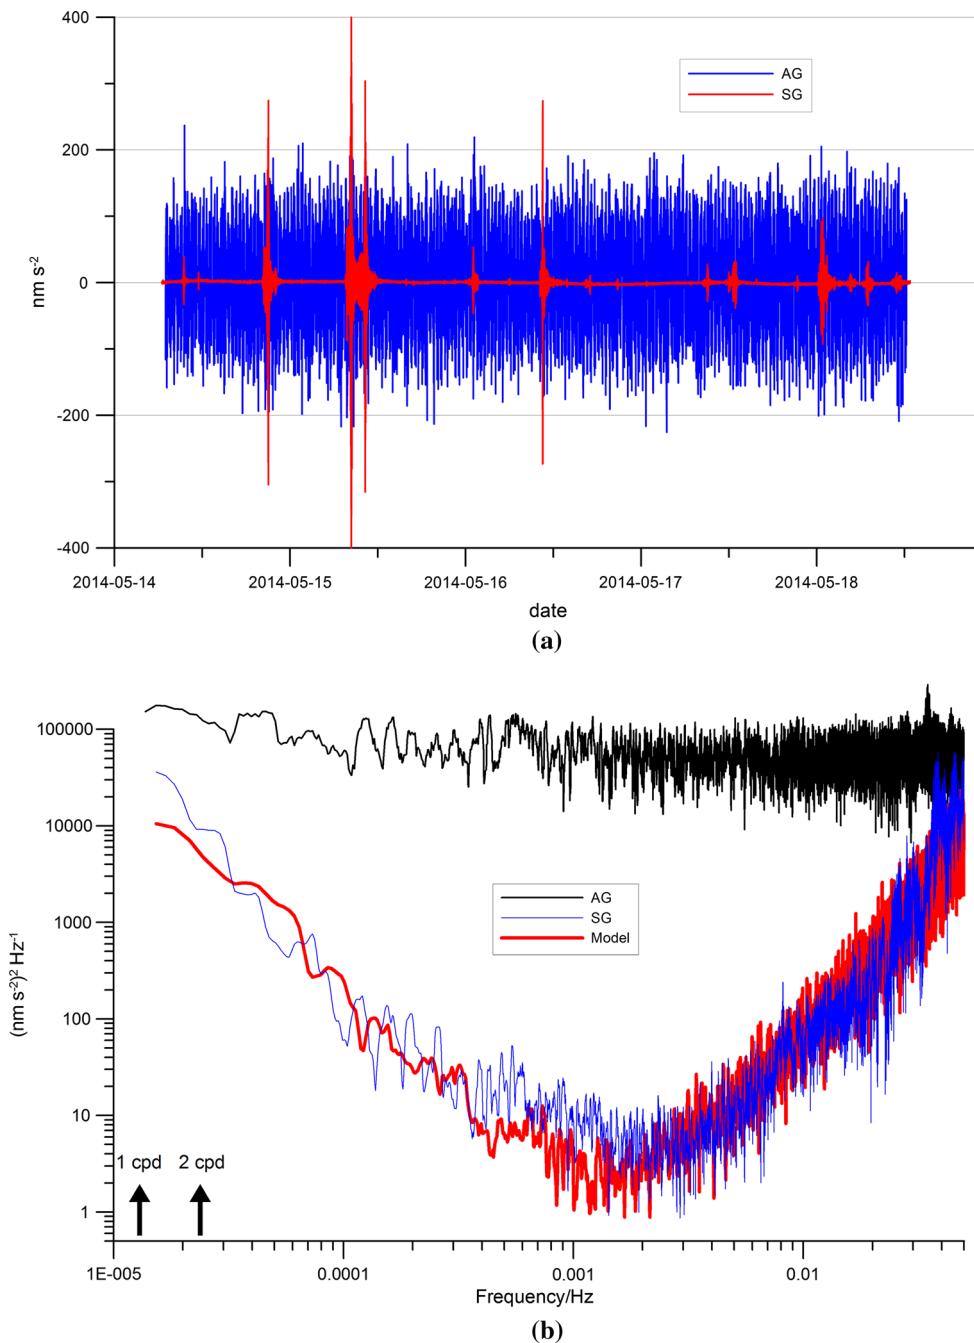 400
200
0
-200
-400
nm s⁻²
AG
SG
2014-05-14 2014-05-15 2014-05-16 2014-05-17 2014-05-18
date
(a)
100000
10000
1000
100
10
1
(nm s⁻²)² Hz⁻¹
AG
SG
Model
1 cpd 2 cpd
1E-005 0.0001 0.001 0.01
Frequency/Hz
(b)